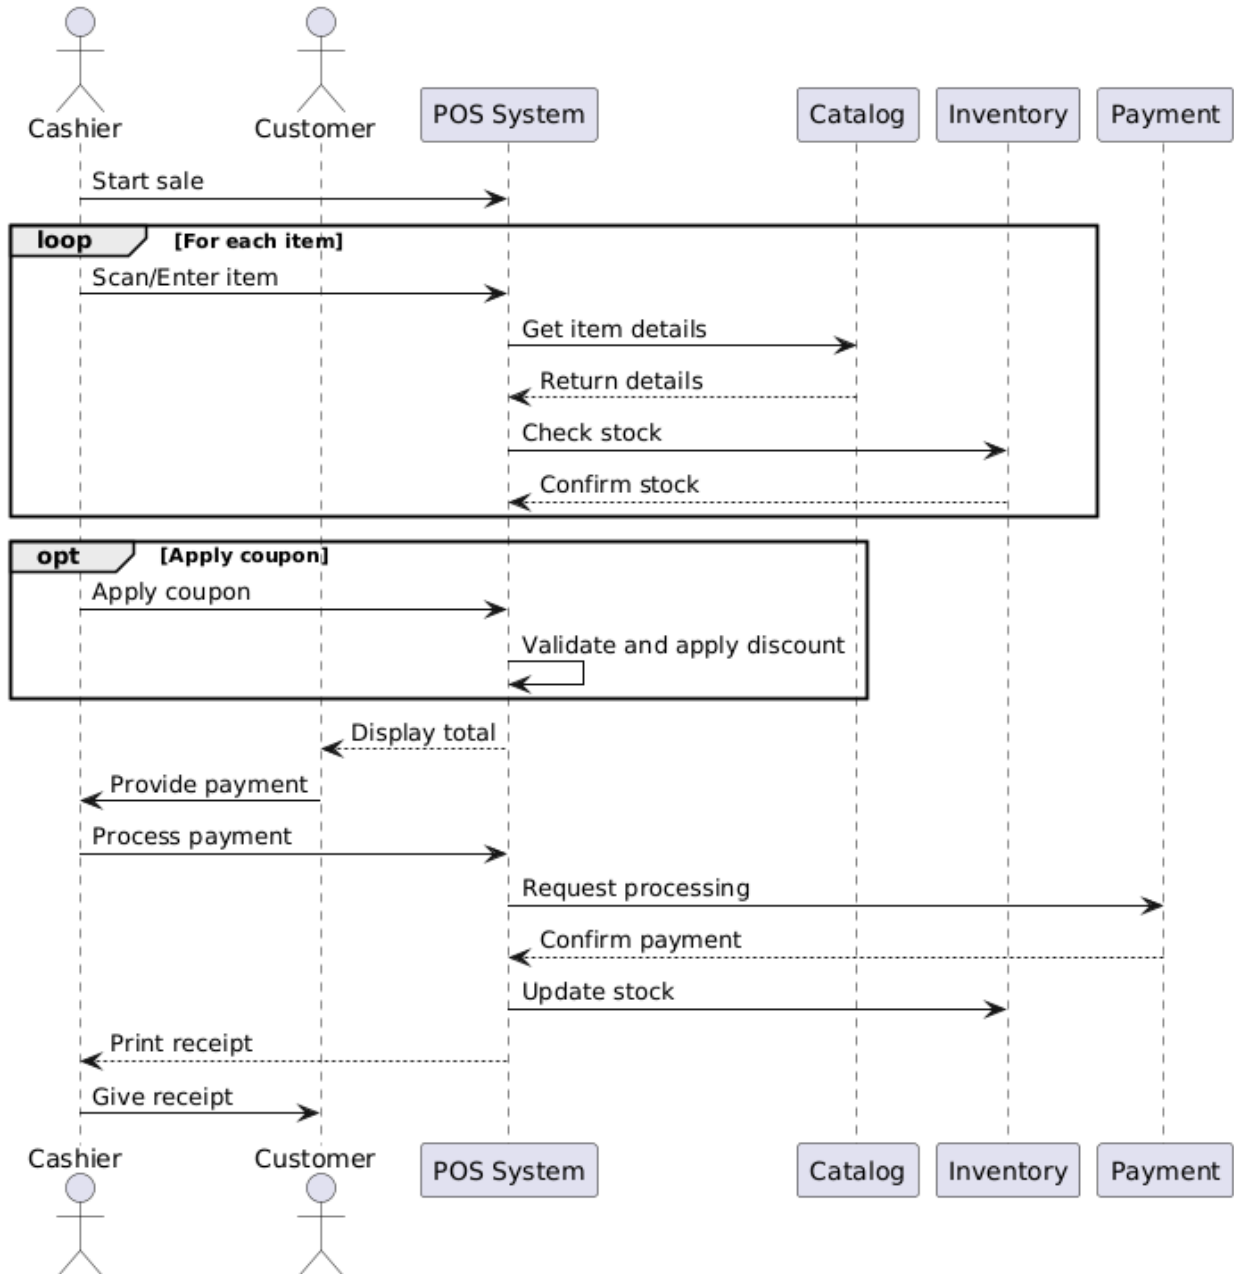 Cashier
Customer
POS System
Catalog
Inventory
Payment
Start sale
loop
[For each item]
Scan/Enter item
Get item details
Return details
Check stock
Confirm stock
opt
[Apply coupon]
Apply coupon
Validate and apply discount
Display total
Provide payment
Process payment
Request processing
Confirm payment
Update stock
Print receipt
Give receipt
Cashier
Customer
POS System
Catalog
Inventory
Payment